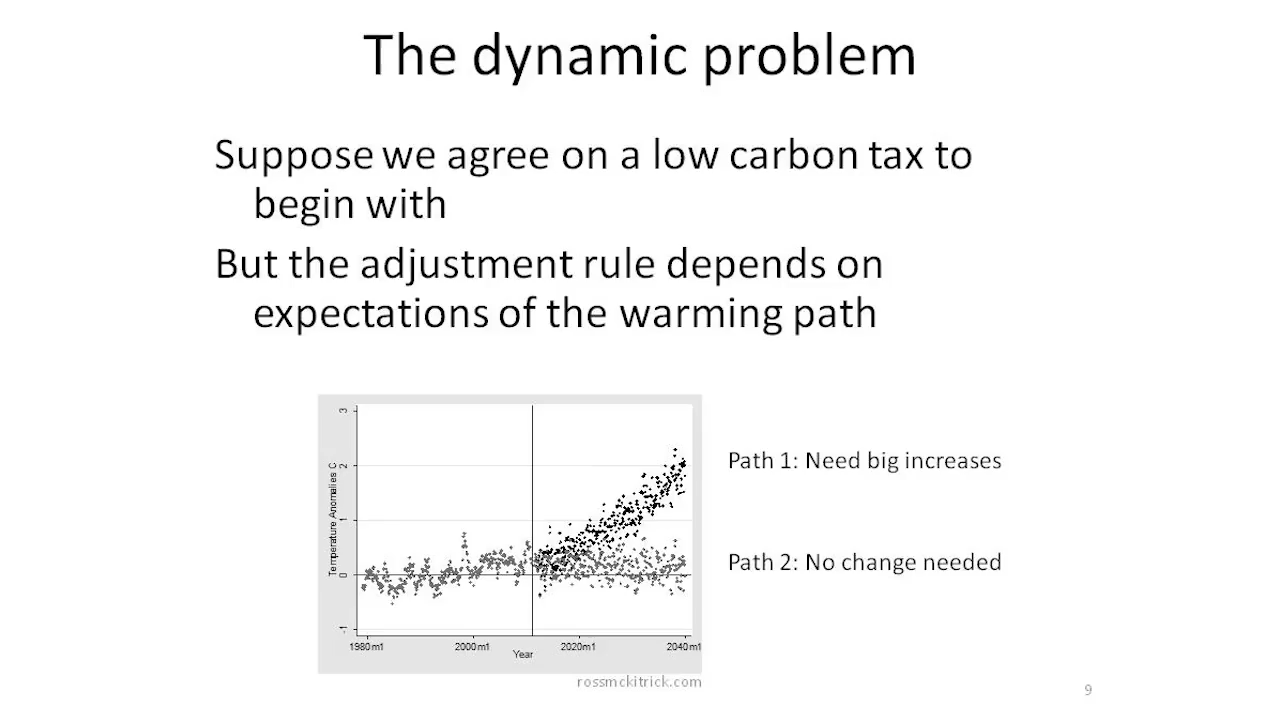 The dynamic problem
Suppose we agree on a low carbon tax to
begin with
But the adjustment rule depends on
expectations of the warming path
3
2
1
0
-1
Temperature Anomalies C
1980m1
2000m1
2020m1
2040m1
Year
Path 1: Need big increases
Path 2: No change needed
rossmckitrick.com
9